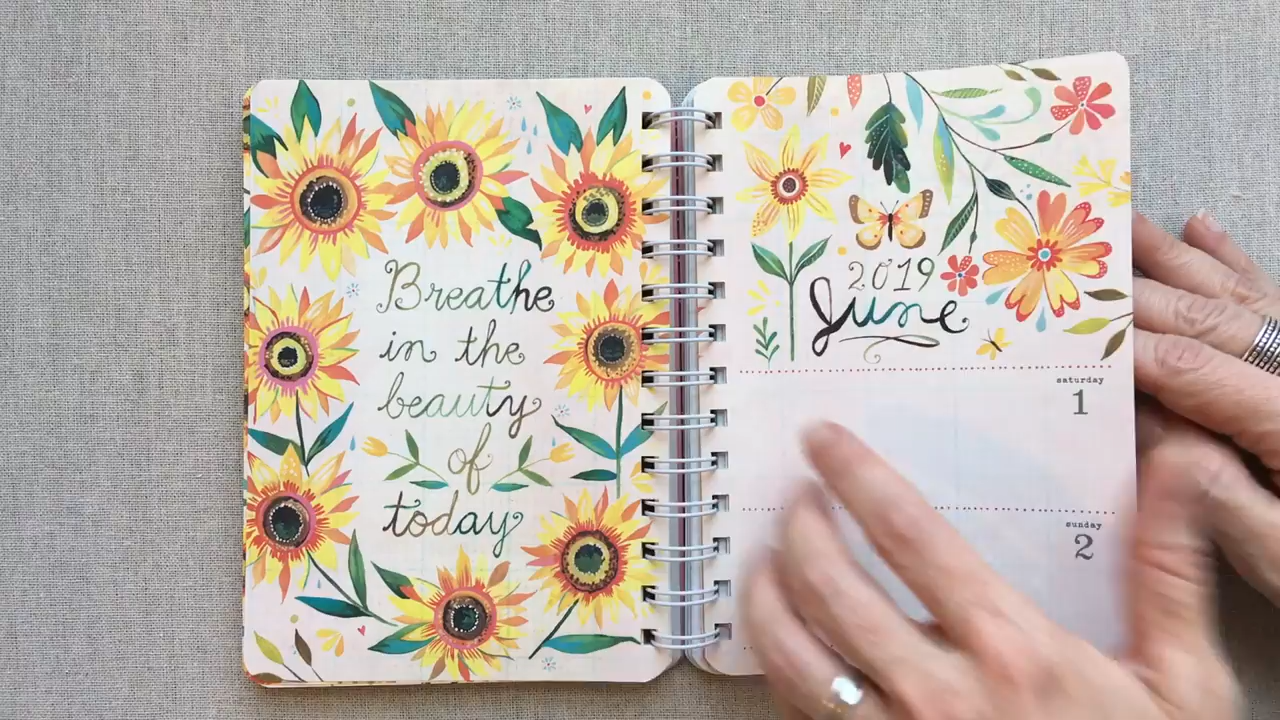 Breathe
in the
beauty
of
today
2019
June
saturday
1
sunday
2